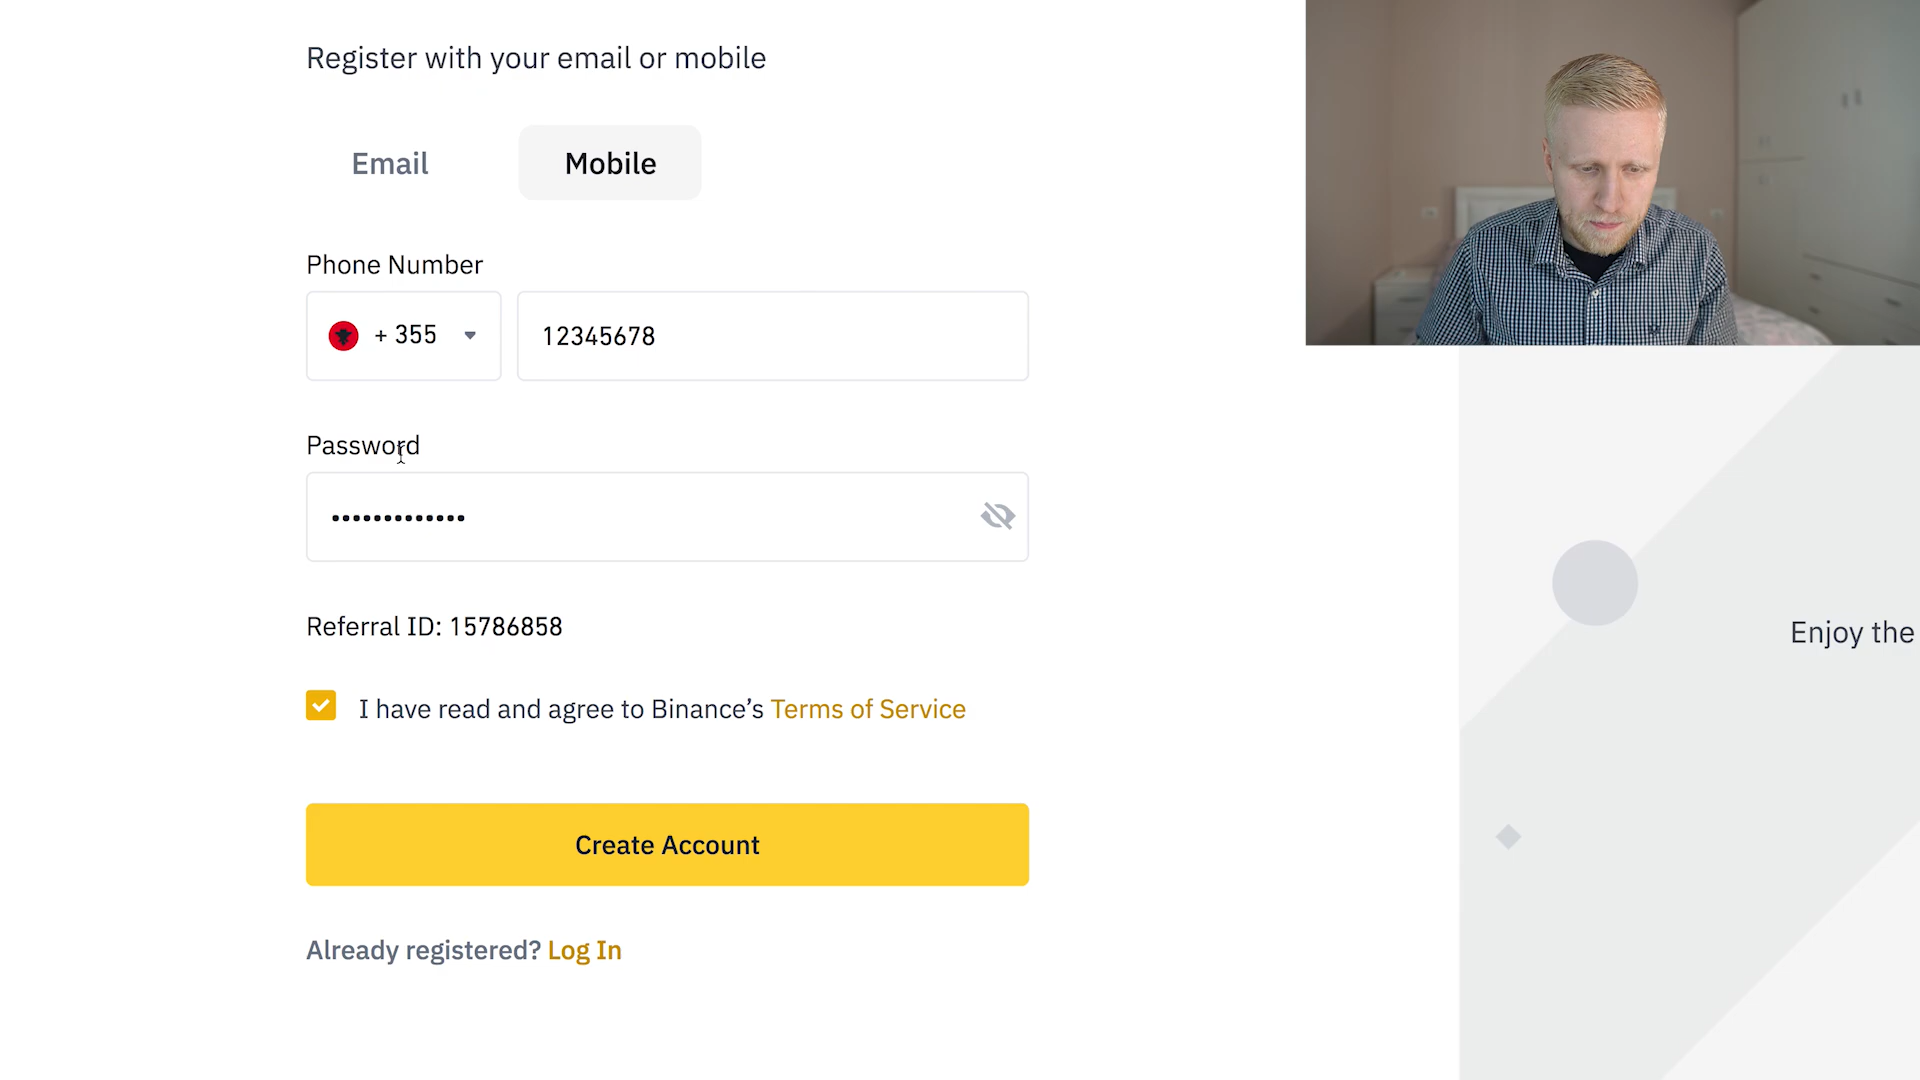 Register with your email or mobile
Email
Mobile
Phone Number
+ 355
12345678
Password
•••••••••••••
Referral ID: 15786858
I have read and agree to Binance’s Terms of Service
Enjoy the
Create Account
Already registered? Log In